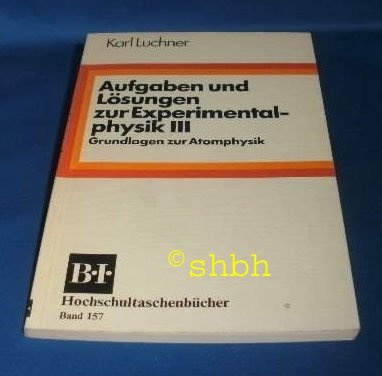 Karl Luchner
Aufgaben und
Lösungen
zur Experimental-
physik III
Grundlagen zur Atomphysik
©shbh
B·I·
Hochschultaschenbücher
Band 157